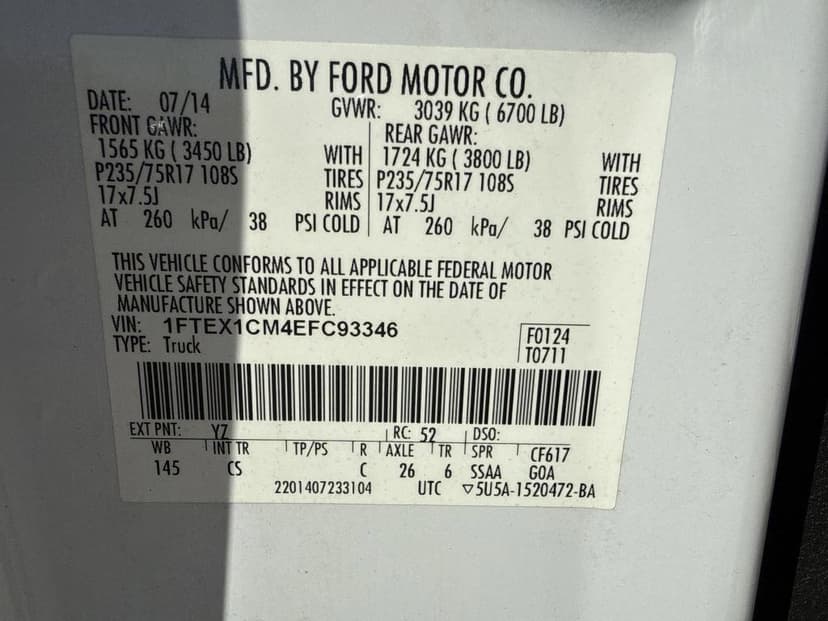 MFD. BY FORD MOTOR CO.
DATE: 07/14 GVWR: 3039 KG ( 6700 LB)
FRONT GAWR: REAR GAWR:
1565 KG ( 3450 LB) WITH 1724 KG ( 3800 LB) WITH
P235/75R17 108S TIRES P235/75R17 108S TIRES
17x7.5J RIMS 17x7.5J RIMS
AT 260 kPa/ 38 PSI COLD AT 260 kPa/ 38 PSI COLD
THIS VEHICLE CONFORMS TO ALL APPLICABLE FEDERAL MOTOR
VEHICLE SAFETY STANDARDS IN EFFECT ON THE DATE OF
MANUFACTURE SHOWN ABOVE.
VIN: 1FTEX1CM4EFC93346 F0124
TYPE: Truck T0711
EXT PNT: YZ RC: 52 DSO:
WB INT TR TP/PS R AXLE TR SPR CF617
145 CS C 26 6 SSAA GOA
2201407233104 UTC ▽5U5A-1520472-BA